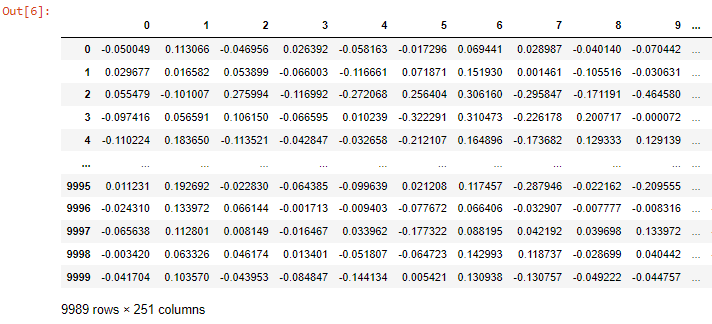 Out[6]:
0 1 2 3 4 5 6 7 8 9 ...
0 -0.050049 0.113066 -0.046956 0.026392 -0.058163 -0.017296 0.069441 0.028987 -0.040140 -0.070442 ...
1 0.029677 0.016582 0.053899 -0.066003 -0.116661 0.071871 0.151930 0.001461 -0.105516 -0.030631 ...
2 0.055479 -0.101007 0.275994 -0.116992 -0.272068 0.256404 0.306160 -0.295847 -0.171191 -0.464580 ...
3 -0.097416 0.056591 0.106150 -0.066595 0.010239 -0.322291 0.310473 -0.226178 0.200717 -0.000072 ...
4 -0.110224 0.183650 -0.113521 -0.042847 -0.032658 -0.212107 0.164896 -0.173682 0.129333 0.129139 ...
... ... ... ... ... ... ... ... ... ... ... ...
9995 0.011231 0.192692 -0.022830 -0.064385 -0.099639 0.021208 0.117457 -0.287946 -0.022162 -0.209555 ...
9996 -0.024310 0.133972 0.066144 -0.001713 -0.009403 -0.077672 0.066406 -0.032907 -0.007777 -0.008316 ...
9997 -0.065638 0.112801 0.008149 -0.016467 0.033962 -0.177322 0.088195 0.042192 0.039698 0.133972 ...
9998 -0.003420 0.063326 0.046174 0.013401 -0.051807 -0.064723 0.142993 0.118737 -0.028699 0.040442 ...
9999 -0.041704 0.103570 -0.043953 -0.084847 -0.144134 0.005421 0.130938 -0.130757 -0.049222 -0.044757 ...
9989 rows × 251 columns